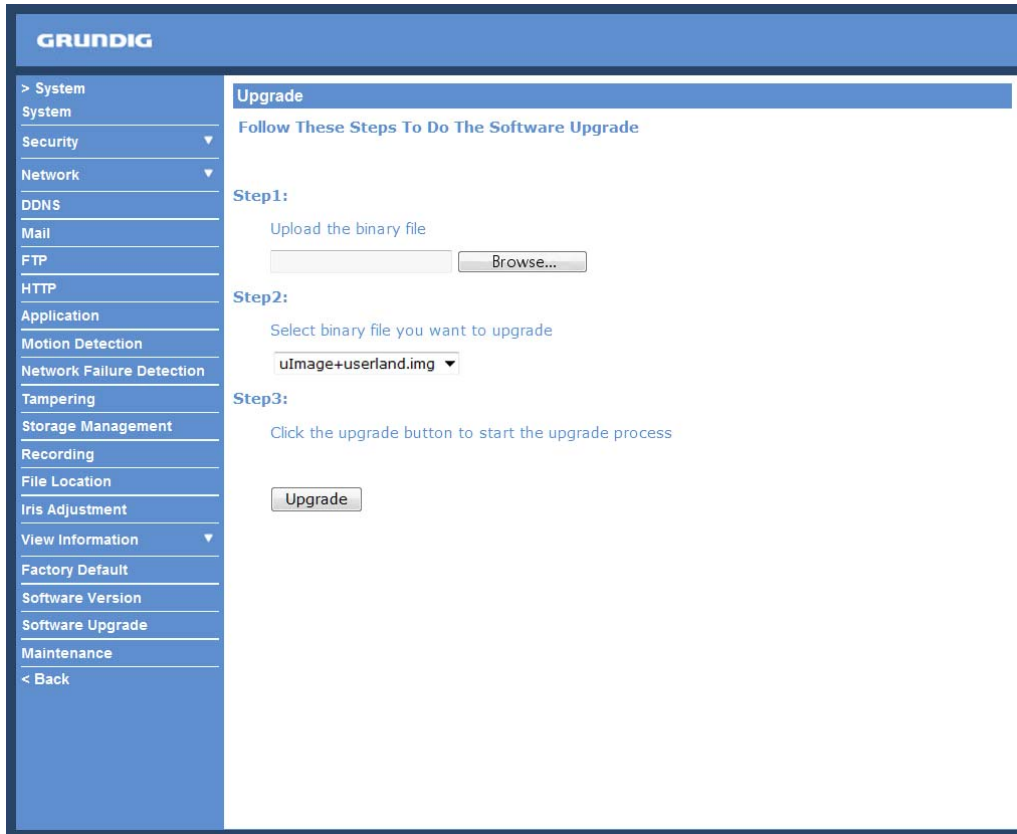 GRUNDIG
> System
System
Security
Network
DDNS
Mail
FTP
HTTP
Application
Motion Detection
Network Failure Detection
Tampering
Storage Management
Recording
File Location
Iris Adjustment
View Information
Factory Default
Software Version
Software Upgrade
Maintenance
< Back
Upgrade
Follow These Steps To Do The Software Upgrade
Step1:
Upload the binary file
Browse...
Step2:
Select binary file you want to upgrade
uImage+userland.img
Step3:
Click the upgrade button to start the upgrade process
Upgrade